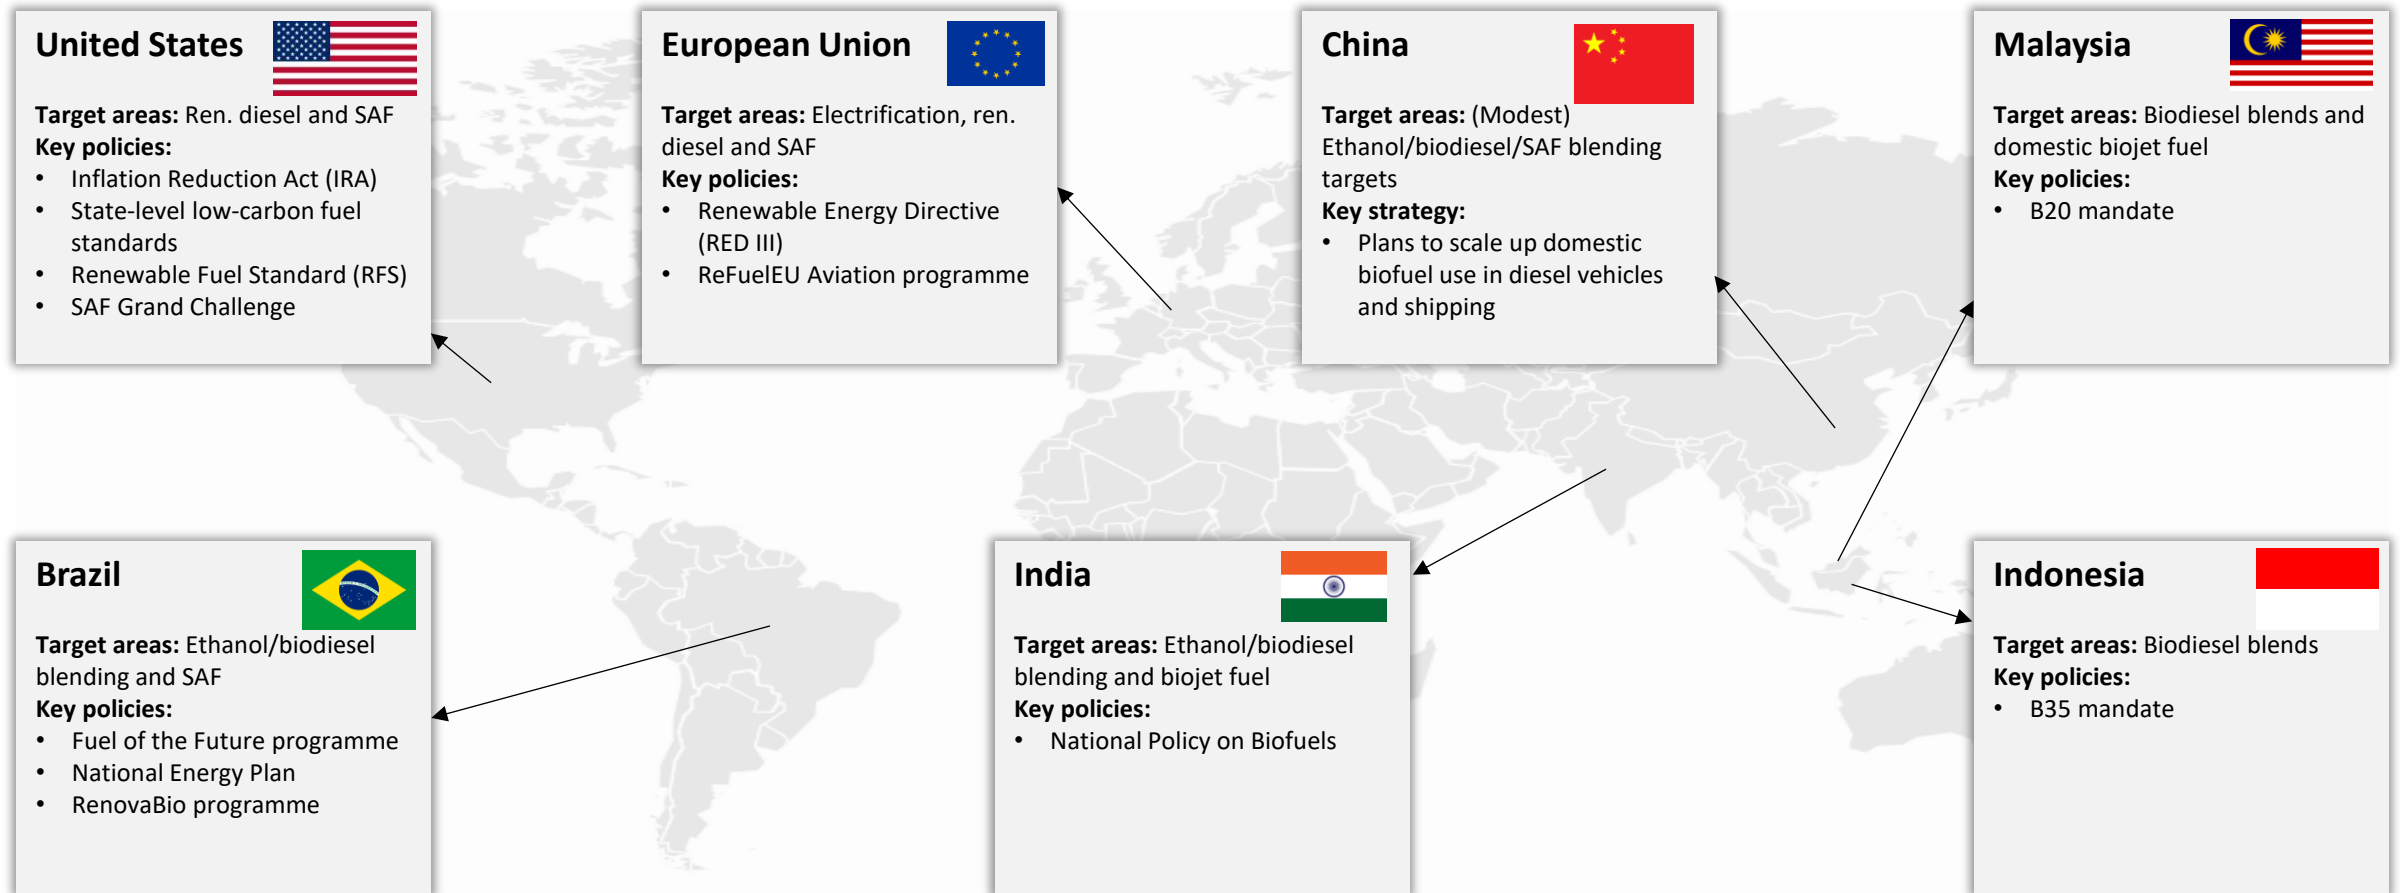 United States
Target areas: Ren. diesel and SAF
Key policies:
• Inflation Reduction Act (IRA)
• State-level low-carbon fuel
standards
• Renewable Fuel Standard (RFS)
• SAF Grand Challenge
European Union
Target areas: Electrification, ren.
diesel and SAF
Key policies:
• Renewable Energy Directive
(RED III)
• ReFuelEU Aviation programme
China
Target areas: (Modest)
Ethanol/biodiesel/SAF blending
targets
Key strategy:
• Plans to scale up domestic
biofuel use in diesel vehicles
and shipping
Malaysia
Target areas: Biodiesel blends and
domestic biojet fuel
Key policies:
• B20 mandate
Brazil
Target areas: Ethanol/biodiesel
blending and SAF
Key policies:
• Fuel of the Future programme
• National Energy Plan
• RenovaBio programme
India
Target areas: Ethanol/biodiesel
blending and biojet fuel
Key policies:
• National Policy on Biofuels
Indonesia
Target areas: Biodiesel blends
Key policies:
• B35 mandate